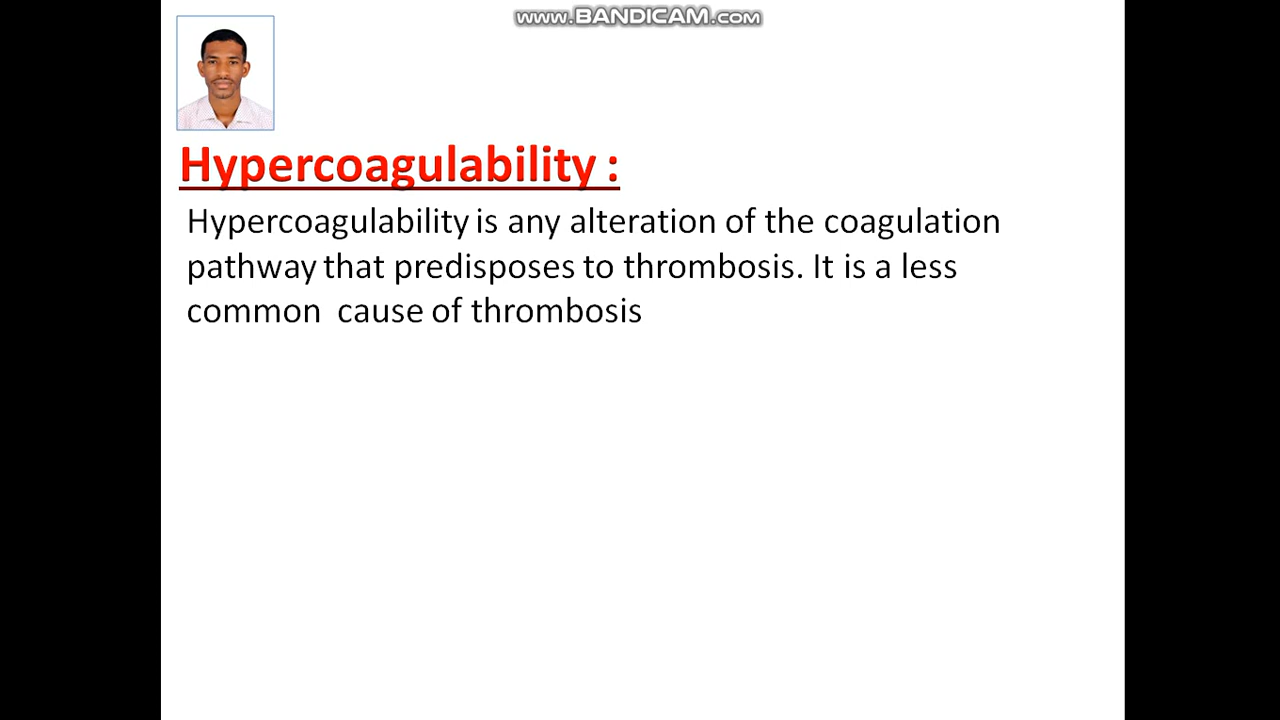 www.BANDICAM.com
Hypercoagulability :
Hypercoagulability is any alteration of the coagulation
pathway that predisposes to thrombosis. It is a less
common  cause of thrombosis